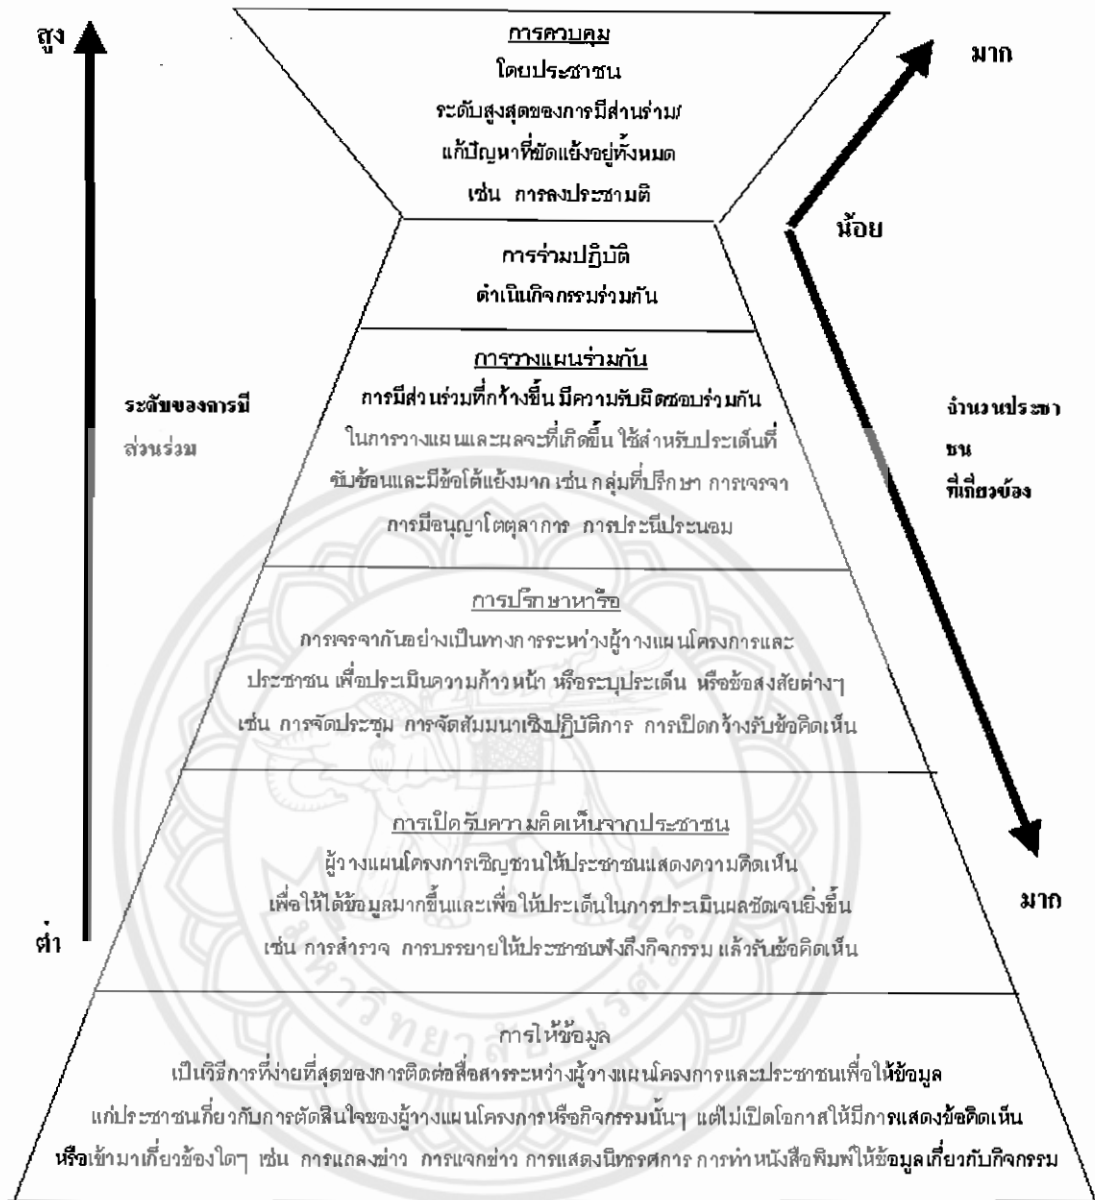 สูง
การควบคุม
โดยประชาชน
ระดับสูงสุดของการมีส่วนร่วม/
แก้ปัญหาที่ขัดแย้งอยู่ทั้งหมด
เช่น การลงประชามติ
มาก
น้อย
การร่วมปฏิบัติ
ดำเนินกิจกรรมร่วมกัน
ระดับของการมี
ส่วนร่วม
การวางแผนร่วมกัน
การมีส่วนร่วมที่กว้างขึ้น มีความรับผิดชอบร่วมกัน
ในการวางแผนและผลจะที่เกิดขึ้น ใช้สำหรับประเด็นที่
ซับซ้อนและมีข้อโต้แย้งมาก เช่น กลุ่มที่ปรึกษา การเจรจา
การมีอนุญาโตตุลาการ การประนีประนอม
จำนวนประชา
ชน
ที่เกี่ยวข้อง
การปรึกษาหารือ
การเจรจากันอย่างเป็นทางการระหว่างผู้วางแผนโครงการและ
ประชาชน เพื่อประเมินความก้าวหน้า หรือระบุประเด็น หรือข้อสงสัยต่างๆ
เช่น การจัดประชุม การจัดสัมมนาเชิงปฏิบัติการ การเปิดกว้างรับข้อคิดเห็น
การเปิดรับความคิดเห็นจากประชาชน
ผู้วางแผนโครงการเชิญชวนให้ประชาชนแสดงความคิดเห็น
เพื่อให้ได้ข้อมูลมากขึ้นและเพื่อให้ประเด็นในการประเมินผลชัดเจนยิ่งขึ้น
เช่น การสำรวจ การบรรยายให้ประชาชนฟังถึงกิจกรรม แล้วรับข้อคิดเห็น
มาก
ต่ำ
การให้ข้อมูล
เป็นวิธีการที่ง่ายที่สุดของการติดต่อสื่อสารระหว่างผู้วางแผนโครงการและประชาชนเพื่อให้ข้อมูล
แก่ประชาชนเกี่ยวกับการตัดสินใจของผู้วางแผนโครงการหรือกิจกรรมนั้นๆ แต่ไม่เปิดโอกาสให้มีการแสดงข้อคิดเห็น
หรือเข้ามาเกี่ยวข้องใดๆ เช่น การแถลงข่าว การแจกข่าว การแสดงนิทรรศการ การทำหนังสือพิมพ์ให้ข้อมูลเกี่ยวกับกิจกรรม
มหาวิทยาลัยนเรศวร